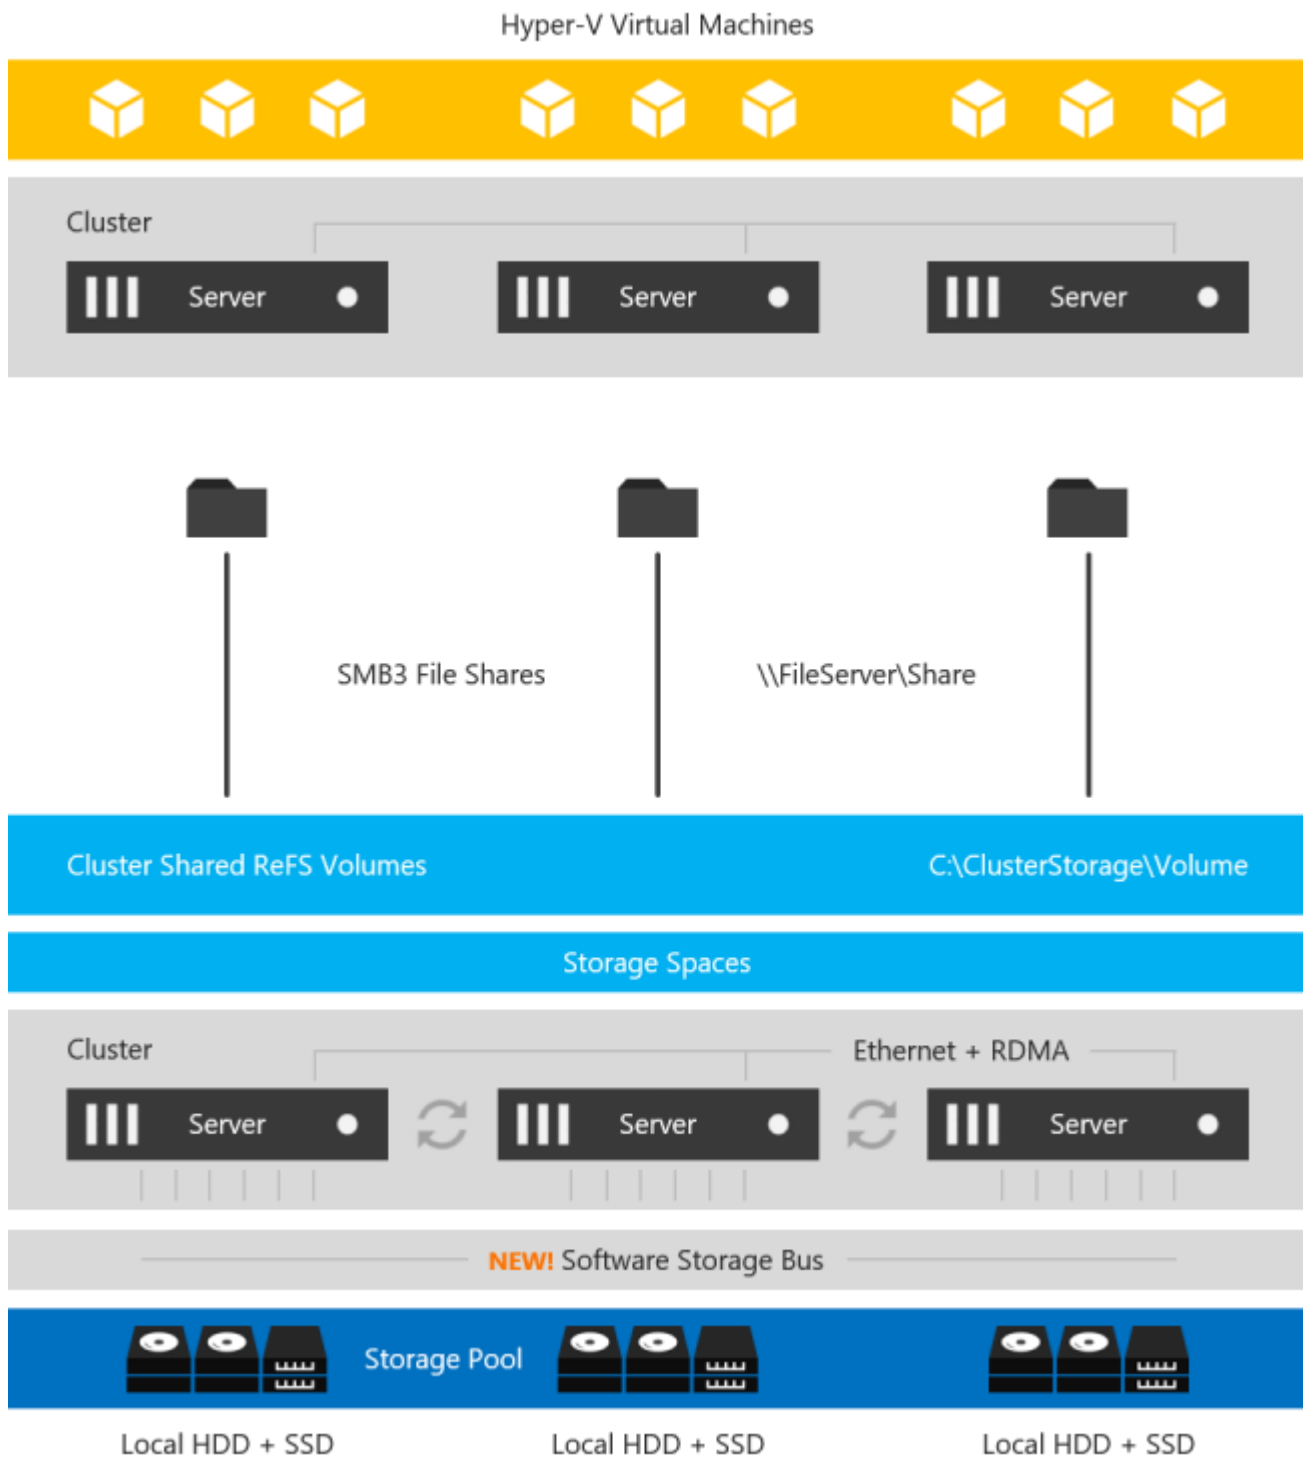 Hyper-V Virtual Machines
Cluster
Server
Server
Server
SMB3 File Shares
\\FileServer\Share
Cluster Shared ReFS Volumes
C:\ClusterStorage\Volume
Storage Spaces
Cluster
Ethernet + RDMA
Server
Server
Server
NEW! Software Storage Bus
Storage Pool
Local HDD + SSD
Local HDD + SSD
Local HDD + SSD